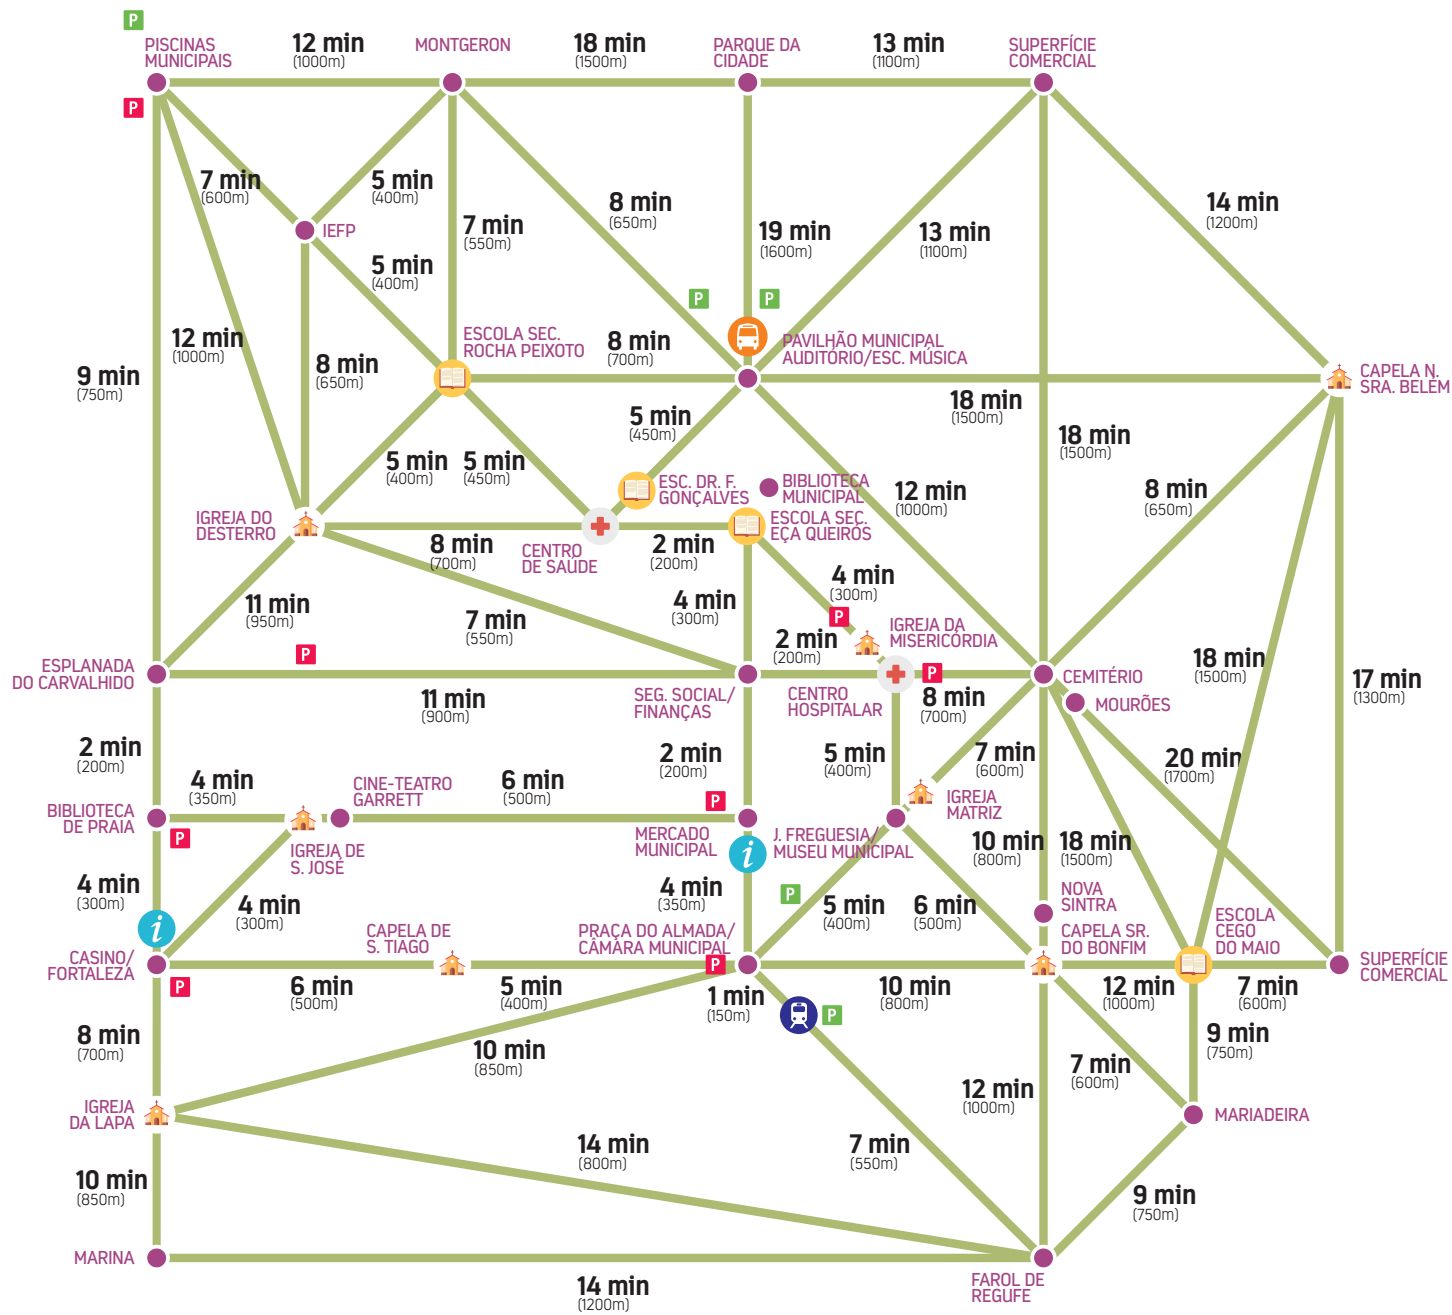 P
PISCINAS
MUNICIPAIS
12 min
(1000m)
MONTGERON
18 min
(1500m)
PARQUE DA
CIDADE
13 min
(1100m)
SUPERFÍCIE
COMERCIAL
P
7 min
(600m)
5 min
(400m)
IEFP
7 min
(550m)
8 min
(650m)
19 min
(1600m)
13 min
(1100m)
14 min
(1200m)
5 min
(400m)
P
P
12 min
(1000m)
8 min
(650m)
9 min
(750m)
ESCOLA SEC.
ROCHA PEIXOTO
8 min
(700m)
PAVILHÃO MUNICIPAL
AUDITÓRIO/ESC. MÚSICA
CAPELA N.
SRA. BELÉM
18 min
(1500m)
5 min
(450m)
18 min
(1500m)
5 min
(400m)
5 min
(450m)
ESC. DR. F.
GONÇALVES
BIBLIOTECA
MUNICIPAL
12 min
(1000m)
8 min
(650m)
IGREJA DO
DESTERRO
ESCOLA SEC.
EÇA QUEIRÓS
8 min
(700m)
CENTRO
DE SAÚDE
2 min
(200m)
4 min
(300m)
11 min
(950m)
7 min
(550m)
4 min
(300m)
P
IGREJA DA
MISERICÓRDIA
2 min
(200m)
P
P
ESPLANADA
DO CARVALHIDO
11 min
(900m)
SEG. SOCIAL/
FINANÇAS
CENTRO
HOSPITALAR
8 min
(700m)
CEMITÉRIO
MOURÕES
18 min
(1500m)
17 min
(1300m)
2 min
(200m)
4 min
(350m)
CINE-TEATRO
GARRETT
6 min
(500m)
2 min
(200m)
5 min
(400m)
7 min
(600m)
20 min
(1700m)
P
BIBLIOTECA
DE PRAIA
P
IGREJA DE
S. JOSÉ
MERCADO
MUNICIPAL
i
J. FREGUESIA/
MUSEU MUNICIPAL
IGREJA
MATRIZ
10 min
(800m)
18 min
(1500m)
4 min
(300m)
i
4 min
(300m)
4 min
(350m)
P
5 min
(400m)
6 min
(500m)
NOVA
SINTRA
CAPELA SR.
DO BONFIM
ESCOLA
CEGO
DO MAIO
CASINO/
FORTALEZA
P
CAPELA DE
S. TIAGO
PRAÇA DO ALMADA/
CÂMARA MUNICIPAL
P
SUPERFÍCIE
COMERCIAL
6 min
(500m)
5 min
(400m)
1 min
(150m)
P
10 min
(800m)
12 min
(1000m)
7 min
(600m)
8 min
(700m)
10 min
(850m)
9 min
(750m)
7 min
(600m)
12 min
(1000m)
IGREJA
DA LAPA
MARIADEIRA
14 min
(800m)
7 min
(550m)
10 min
(850m)
9 min
(750m)
MARINA
14 min
(1200m)
FAROL DE
REGUFE